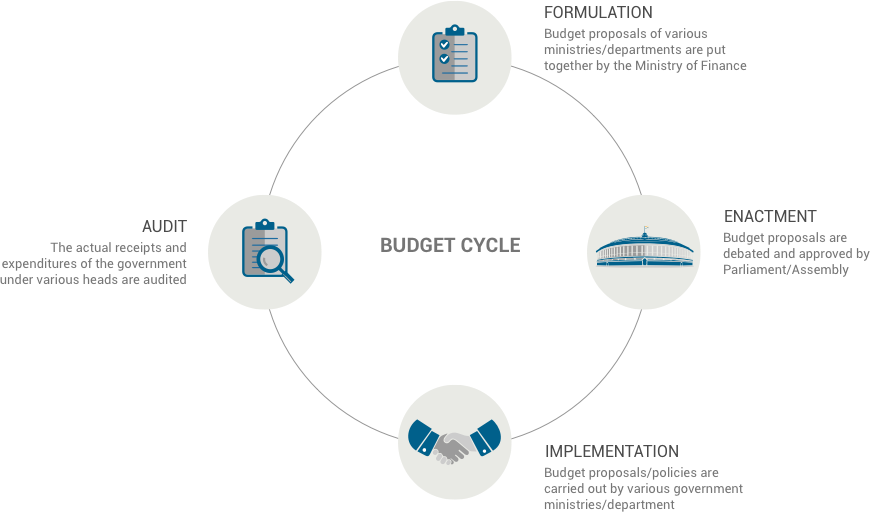 FORMULATION
Budget proposals of various
ministries/departments are put
together by the Ministry of Finance
ENACTMENT
Budget proposals are
debated and approved by
Parliament/Assembly
AUDIT
The actual receipts and
expenditures of the government
under various heads are audited
BUDGET CYCLE
IMPLEMENTATION
Budget proposals/policies are
carried out by various government
ministries/department